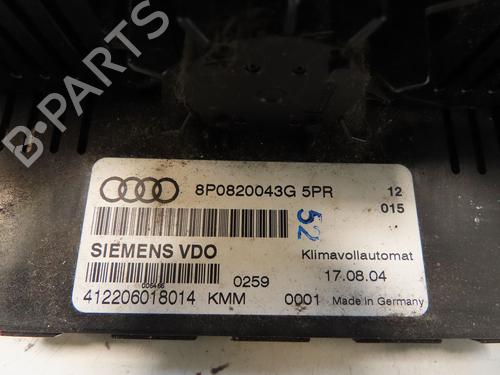 B-PARTS
8P0820043G 5PR 12
015
52
SIEMENS VDO
Klimavollautomat
006466
0259
17.08.04
412206018014 KMM 0001 Made in Germany